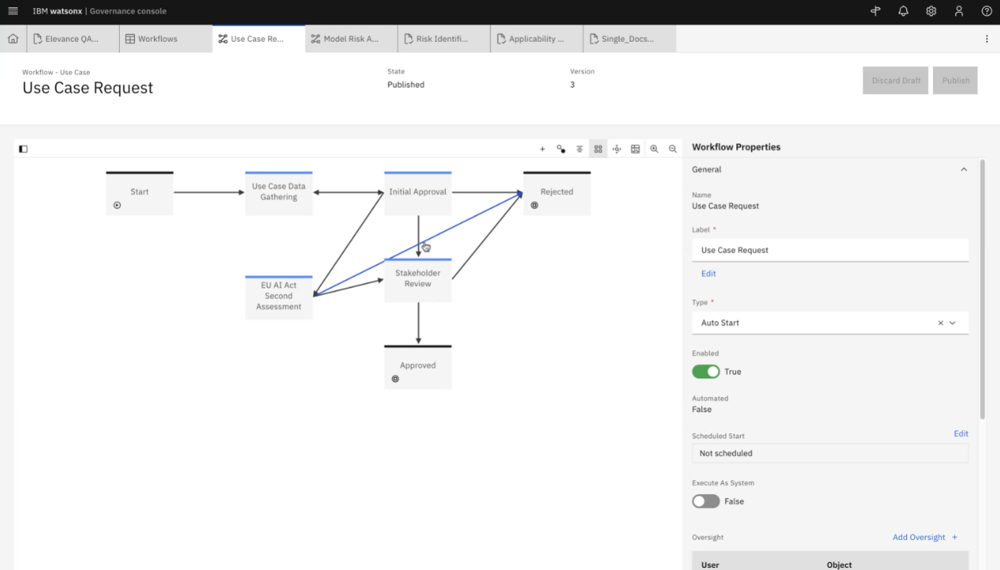 IBM watsonx | Governance console
Elevance QA...
Workflows
Use Case Re...
Model Risk A...
Risk Identifi...
Applicability ...
Single_Docs...
Workflow - Use Case
Use Case Request
State
Published
Version
3
Discard Draft
Publish
Start
Use Case Data
Gathering
Initial Approval
Rejected
EU AI Act
Second
Assessment
Stakeholder
Review
Approved
Workflow Properties
General
Name
Use Case Request
Label *
Use Case Request
Edit
Type *
Auto Start
Enabled
True
Automated
False
Scheduled Start
Edit
Not scheduled
Execute As System
False
Oversight
Add Oversight +
User
Object